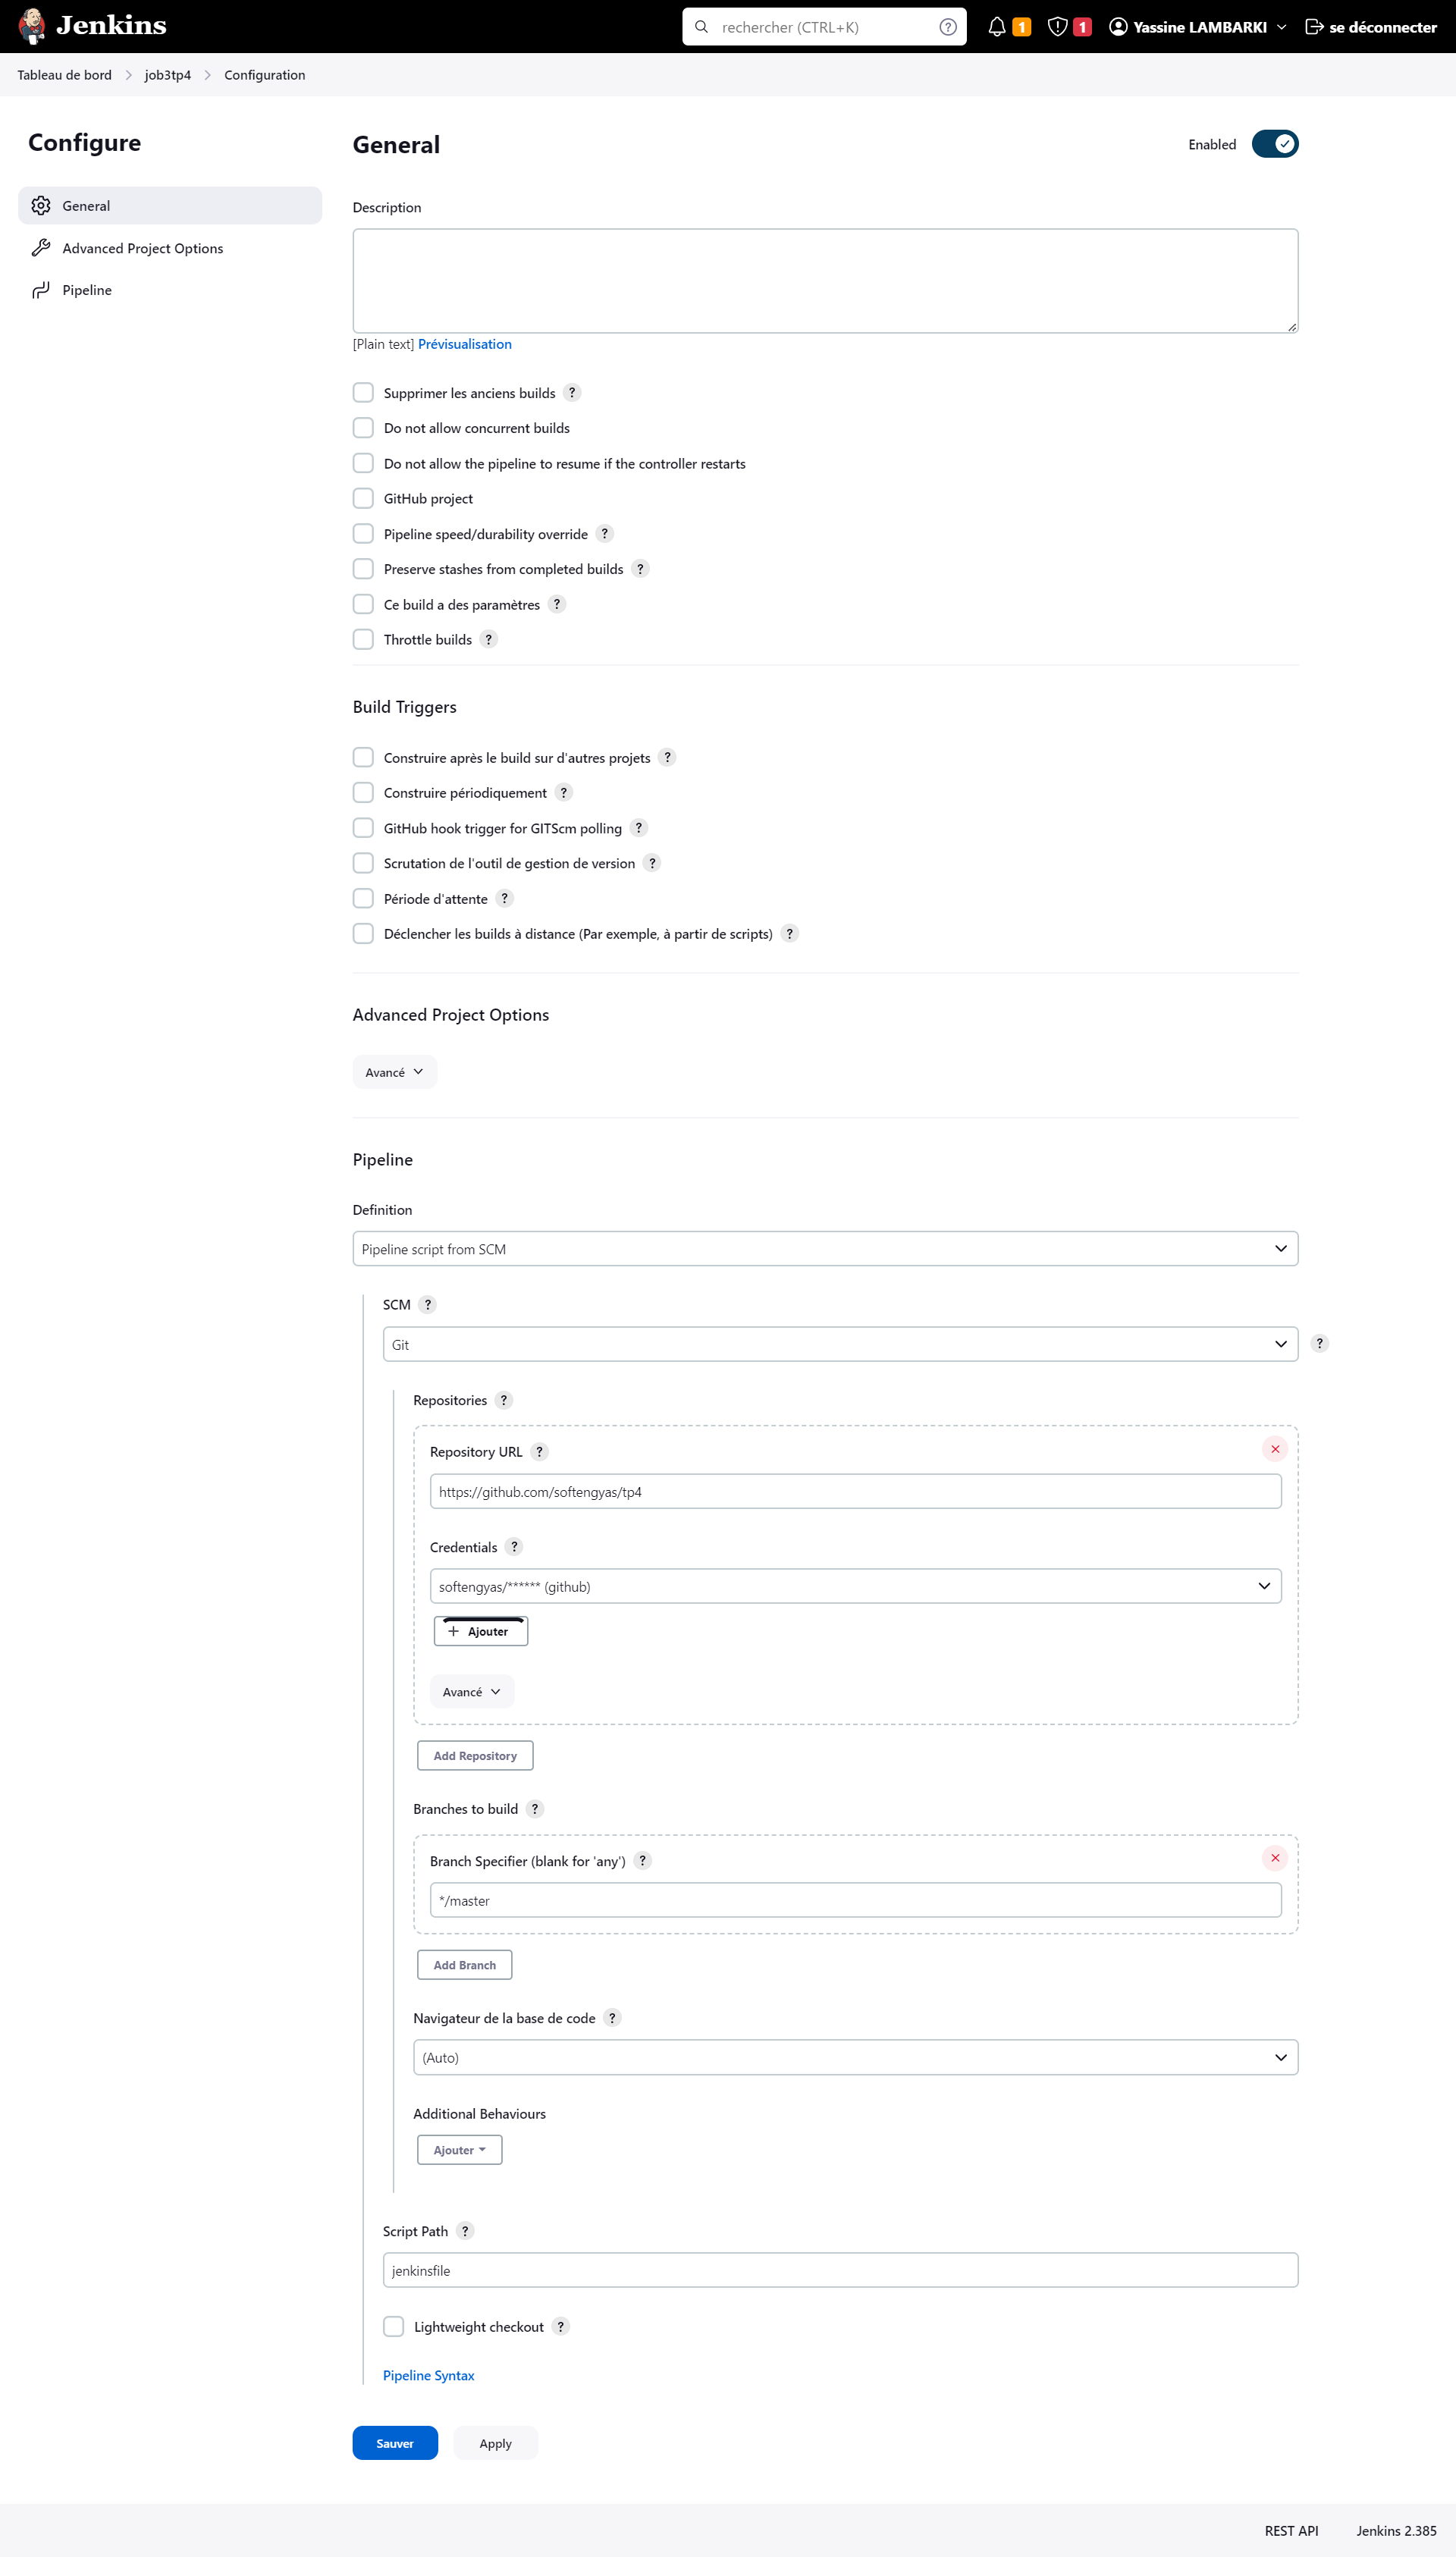 Jenkins
rechercher (CTRL+K)
?
1
1
Yassine LAMBARKI
se déconnecter
Tableau de bord
job3tp4
Configuration
Configure
General
Advanced Project Options
Pipeline
General
Enabled
Description
[Plain text] Prévisualisation
Supprimer les anciens builds ?
Do not allow concurrent builds
Do not allow the pipeline to resume if the controller restarts
GitHub project
Pipeline speed/durability override ?
Preserve stashes from completed builds ?
Ce build a des paramètres ?
Throttle builds ?
Build Triggers
Construire après le build sur d'autres projets ?
Construire périodiquement ?
GitHub hook trigger for GITScm polling ?
Scrutation de l'outil de gestion de version ?
Période d'attente ?
Déclencher les builds à distance (Par exemple, à partir de scripts) ?
Advanced Project Options
Avancé
Pipeline
Definition
Pipeline script from SCM
SCM ?
Git
?
Repositories ?
Repository URL ?
https://github.com/softengyas/tp4
Credentials ?
softengyas/****** (github)
+ Ajouter
Avancé
Add Repository
Branches to build ?
Branch Specifier (blank for 'any') ?
*/master
Add Branch
Navigateur de la base de code ?
(Auto)
Additional Behaviours
Ajouter
Script Path ?
jenkinsfile
Lightweight checkout ?
Pipeline Syntax
Sauver
Apply
REST API
Jenkins 2.385